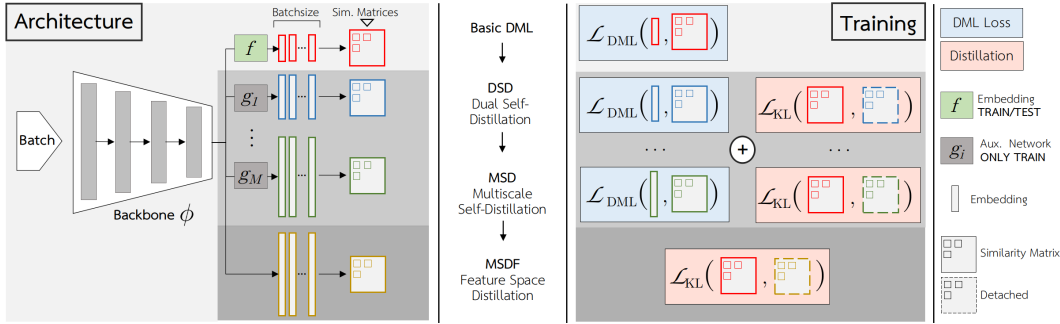 Architecture
Batchsize
Sim. Matrices
f
...
g1
...
⋮
gM
...
...
Batch
Backbone ϕ
Basic DML
DSD
Dual Self-
Distillation
MSD
Multiscale
Self-Distillation
MSDF
Feature Space
Distillation
Training
ℒDML( , )
ℒDML( , )
ℒKL( , )
...
+
...
ℒDML( , )
ℒKL( , )
ℒKL( , )
DML Loss
Distillation
f
Embedding
TRAIN/TEST
gi
Aux. Network
ONLY TRAIN
Embedding
Similarity Matrix
Detached